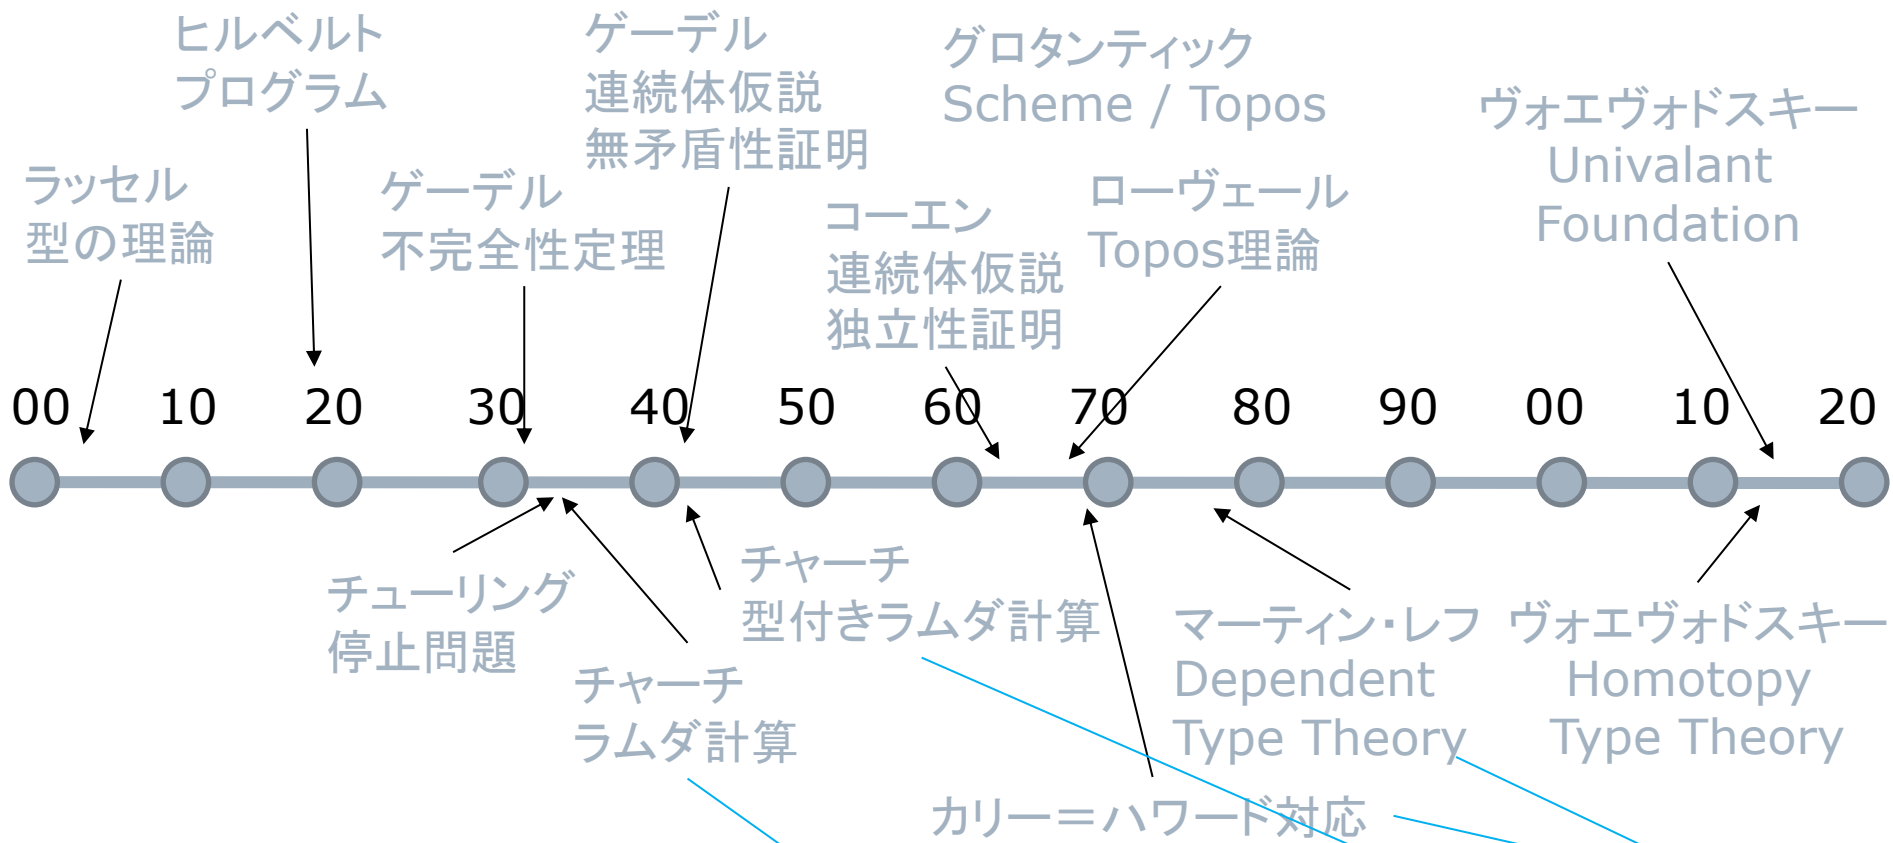 ヒルベルト
プログラム
ゲーデル
連続体仮説
無矛盾性証明
グロタンティック
Scheme / Topos
ヴォエヴォドスキー
Univalant
Foundation
ラッセル
型の理論
ゲーデル
不完全性定理
コーエン
連続体仮説
独立性証明
ローヴェール
Topos理論
00 10 20 30 40 50 60 70 80 90 00 10 20
チューリング
停止問題
チャーチ
ラムダ計算
チャーチ
型付きラムダ計算
マーティン・レフ
Dependent
Type Theory
ヴォエヴォドスキー
Homotopy
Type Theory
カリー＝ハワード対応